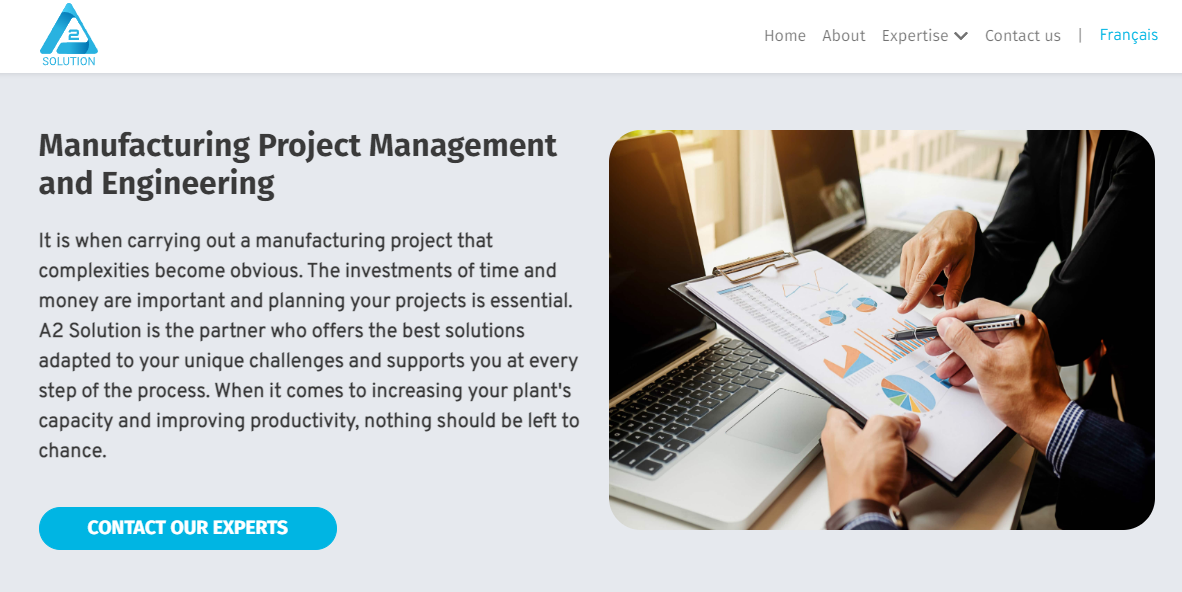 2
SOLUTION
Home About Expertise Contact us | Français
Manufacturing Project Management
and Engineering
It is when carrying out a manufacturing project that
complexities become obvious. The investments of time and
money are important and planning your projects is essential.
A2 Solution is the partner who offers the best solutions
adapted to your unique challenges and supports you at every
step of the process. When it comes to increasing your plant's
capacity and improving productivity, nothing should be left to
chance.
CONTACT OUR EXPERTS